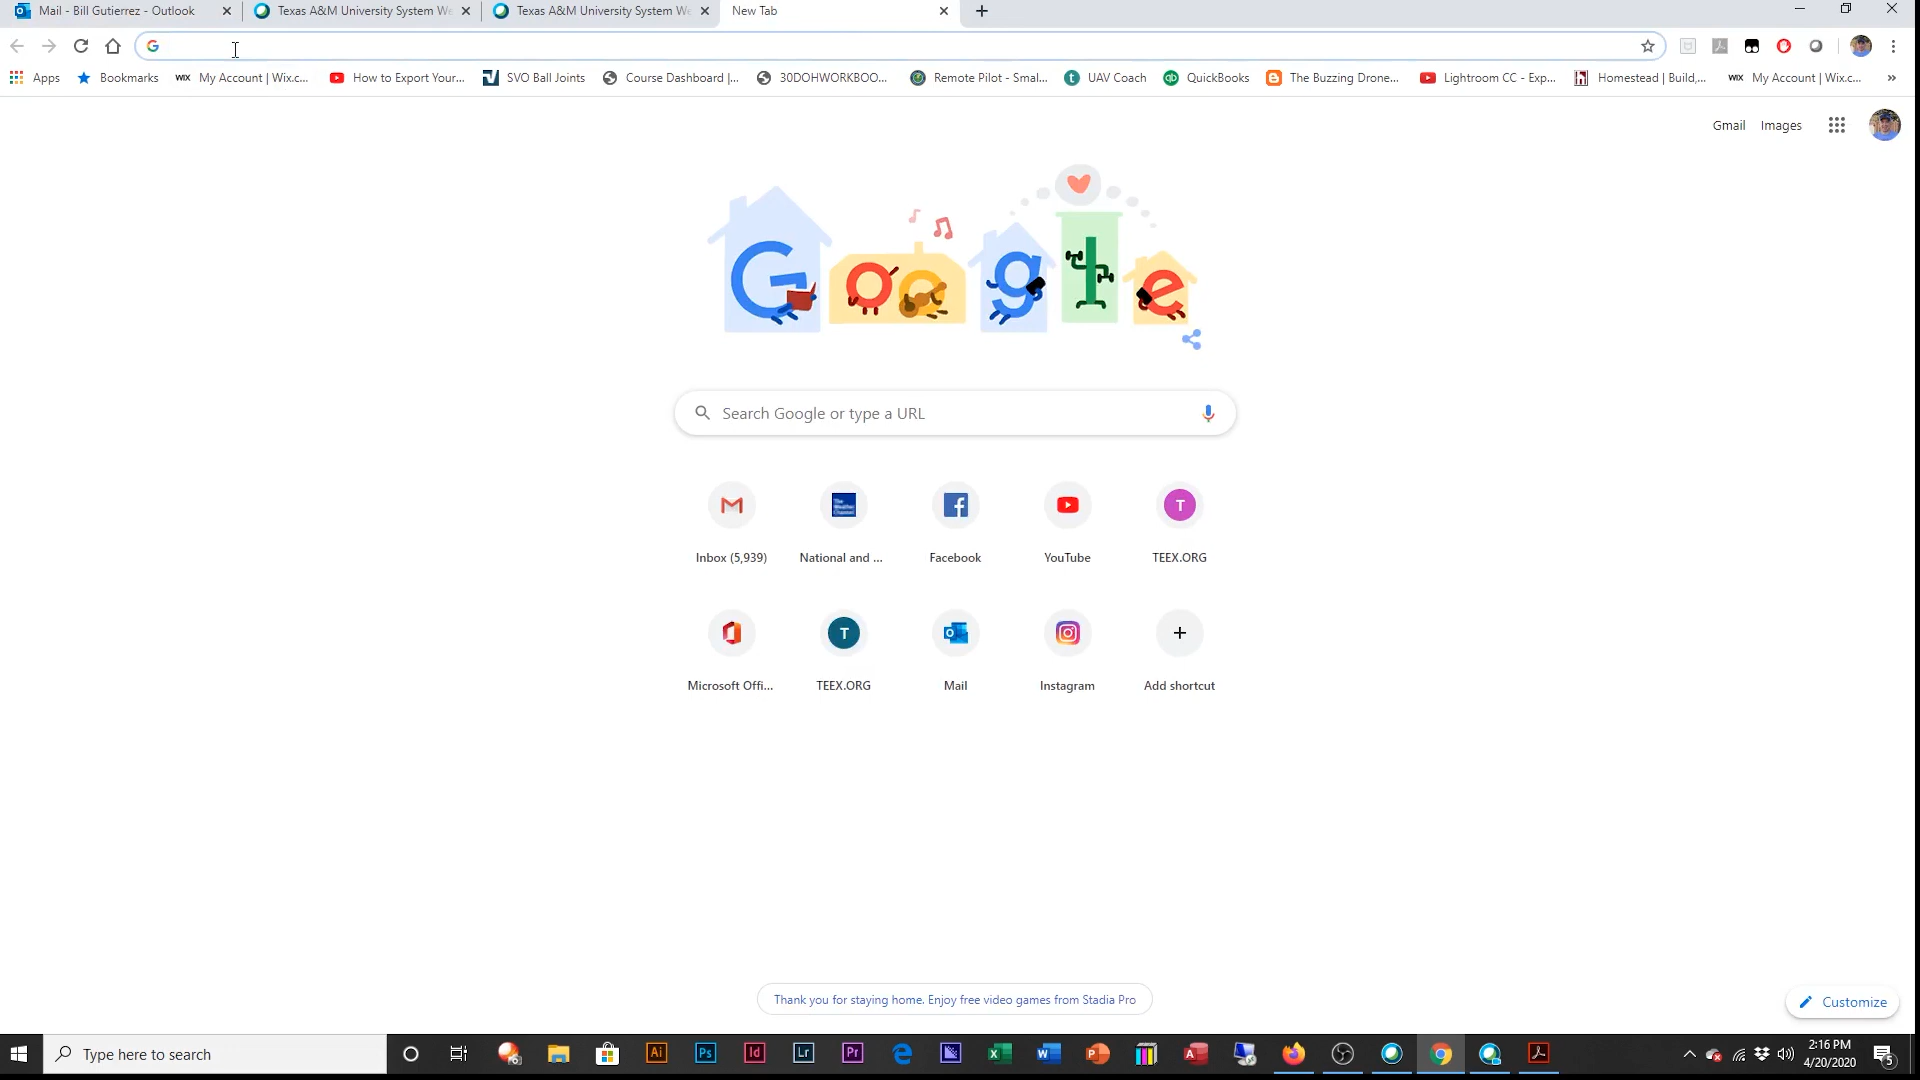 Mail - Bill Gutierrez - Outlook
Texas A&M University System We
Texas A&M University System We
New Tab
Apps
Bookmarks
My Account | Wix.c...
How to Export Your...
SVO Ball Joints
Course Dashboard |...
30DOHWORKBOO...
Remote Pilot - Smal...
UAV Coach
QuickBooks
The Buzzing Drone...
Lightroom CC - Exp...
Homestead | Build,...
My Account | Wix.c...
»
Gmail
Images
Google
Search Google or type a URL
Inbox (5,939)
National and ...
Facebook
YouTube
T
TEEX.ORG
Microsoft Offi...
T
TEEX.ORG
Mail
Instagram
Add shortcut
Thank you for staying home. Enjoy free video games from Stadia Pro
Customize
Type here to search
2:16 PM
4/20/2020
5